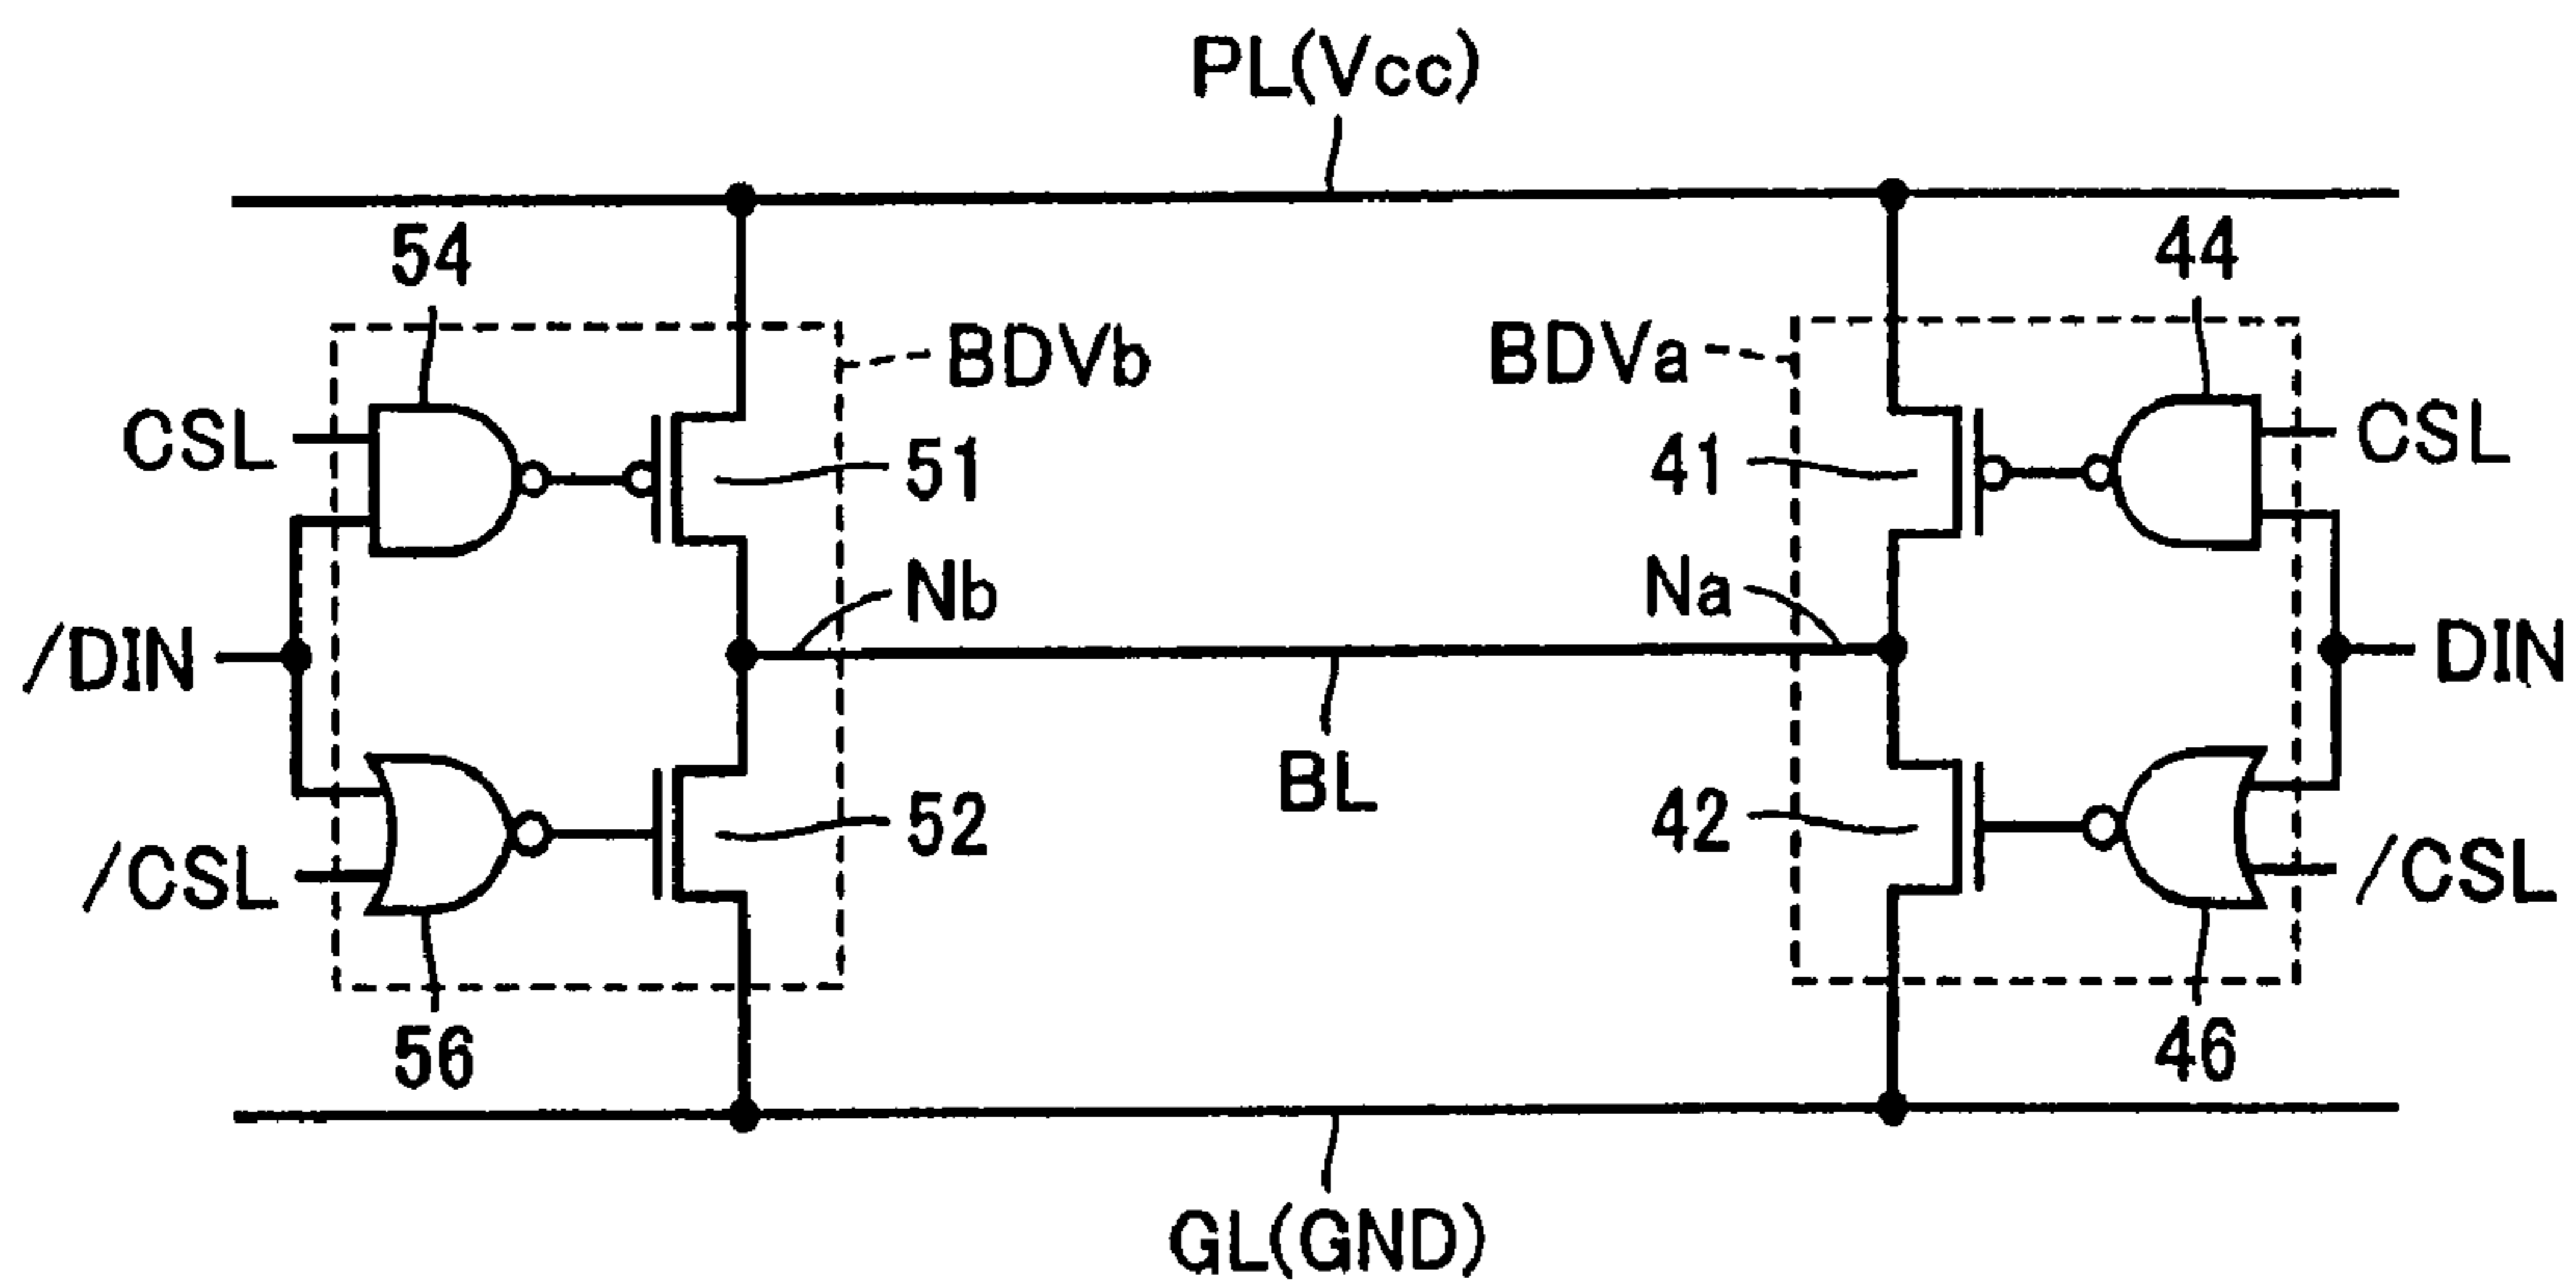 PL(Vcc)
54
44
BDVb
BDVa
CSL
51
41
CSL
Nb
Na
/DIN
DIN
BL
52
42
/CSL
/CSL
56
46
GL(GND)